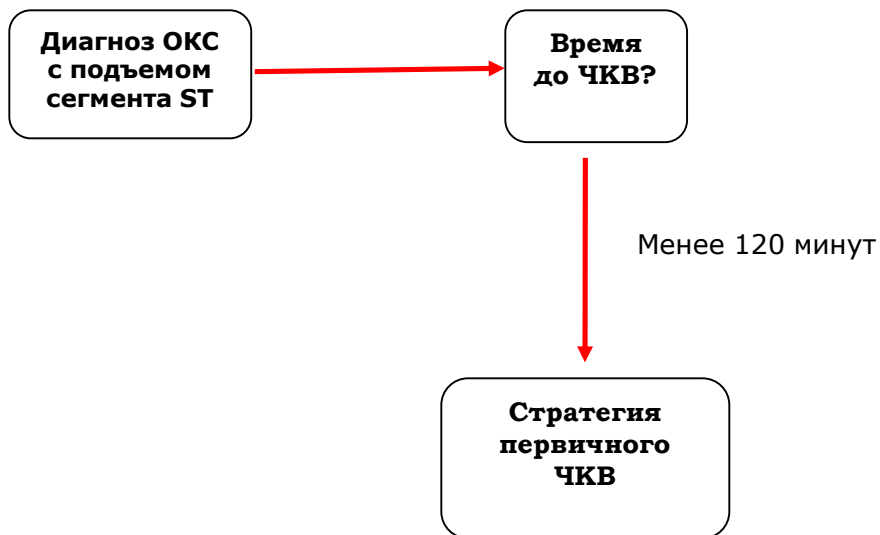 Диагноз ОКС
с подъемом
сегмента ST
Время
до ЧКВ?
Менее 120 минут
Стратегия
первичного
ЧКВ